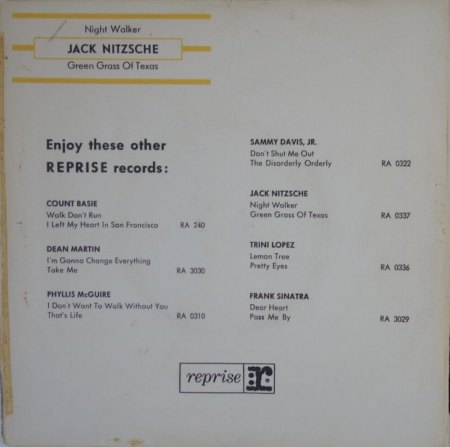 Night Walker
JACK NITZSCHE
Green Grass Of Texas
Enjoy these other
REPRISE records:
COUNT BASIE
Walk Don't Run
I Left My Heart In San Francisco RA 240
DEAN MARTIN
I'm Gonna Change Everything
Take Me RA 3030
PHYLLIS McGUIRE
I Don't Want To Walk Without You
That's Life RA 0310
SAMMY DAVIS, JR.
Don't Shut Me Out
The Disorderly Orderly RA 0322
JACK NITZSCHE
Night Walker
Green Grass Of Texas RA 0337
TRINI LOPEZ
Lemon Tree
Pretty Eyes RA 0336
FRANK SINATRA
Dear Heart
Pass Me By RA 3029
reprise r: